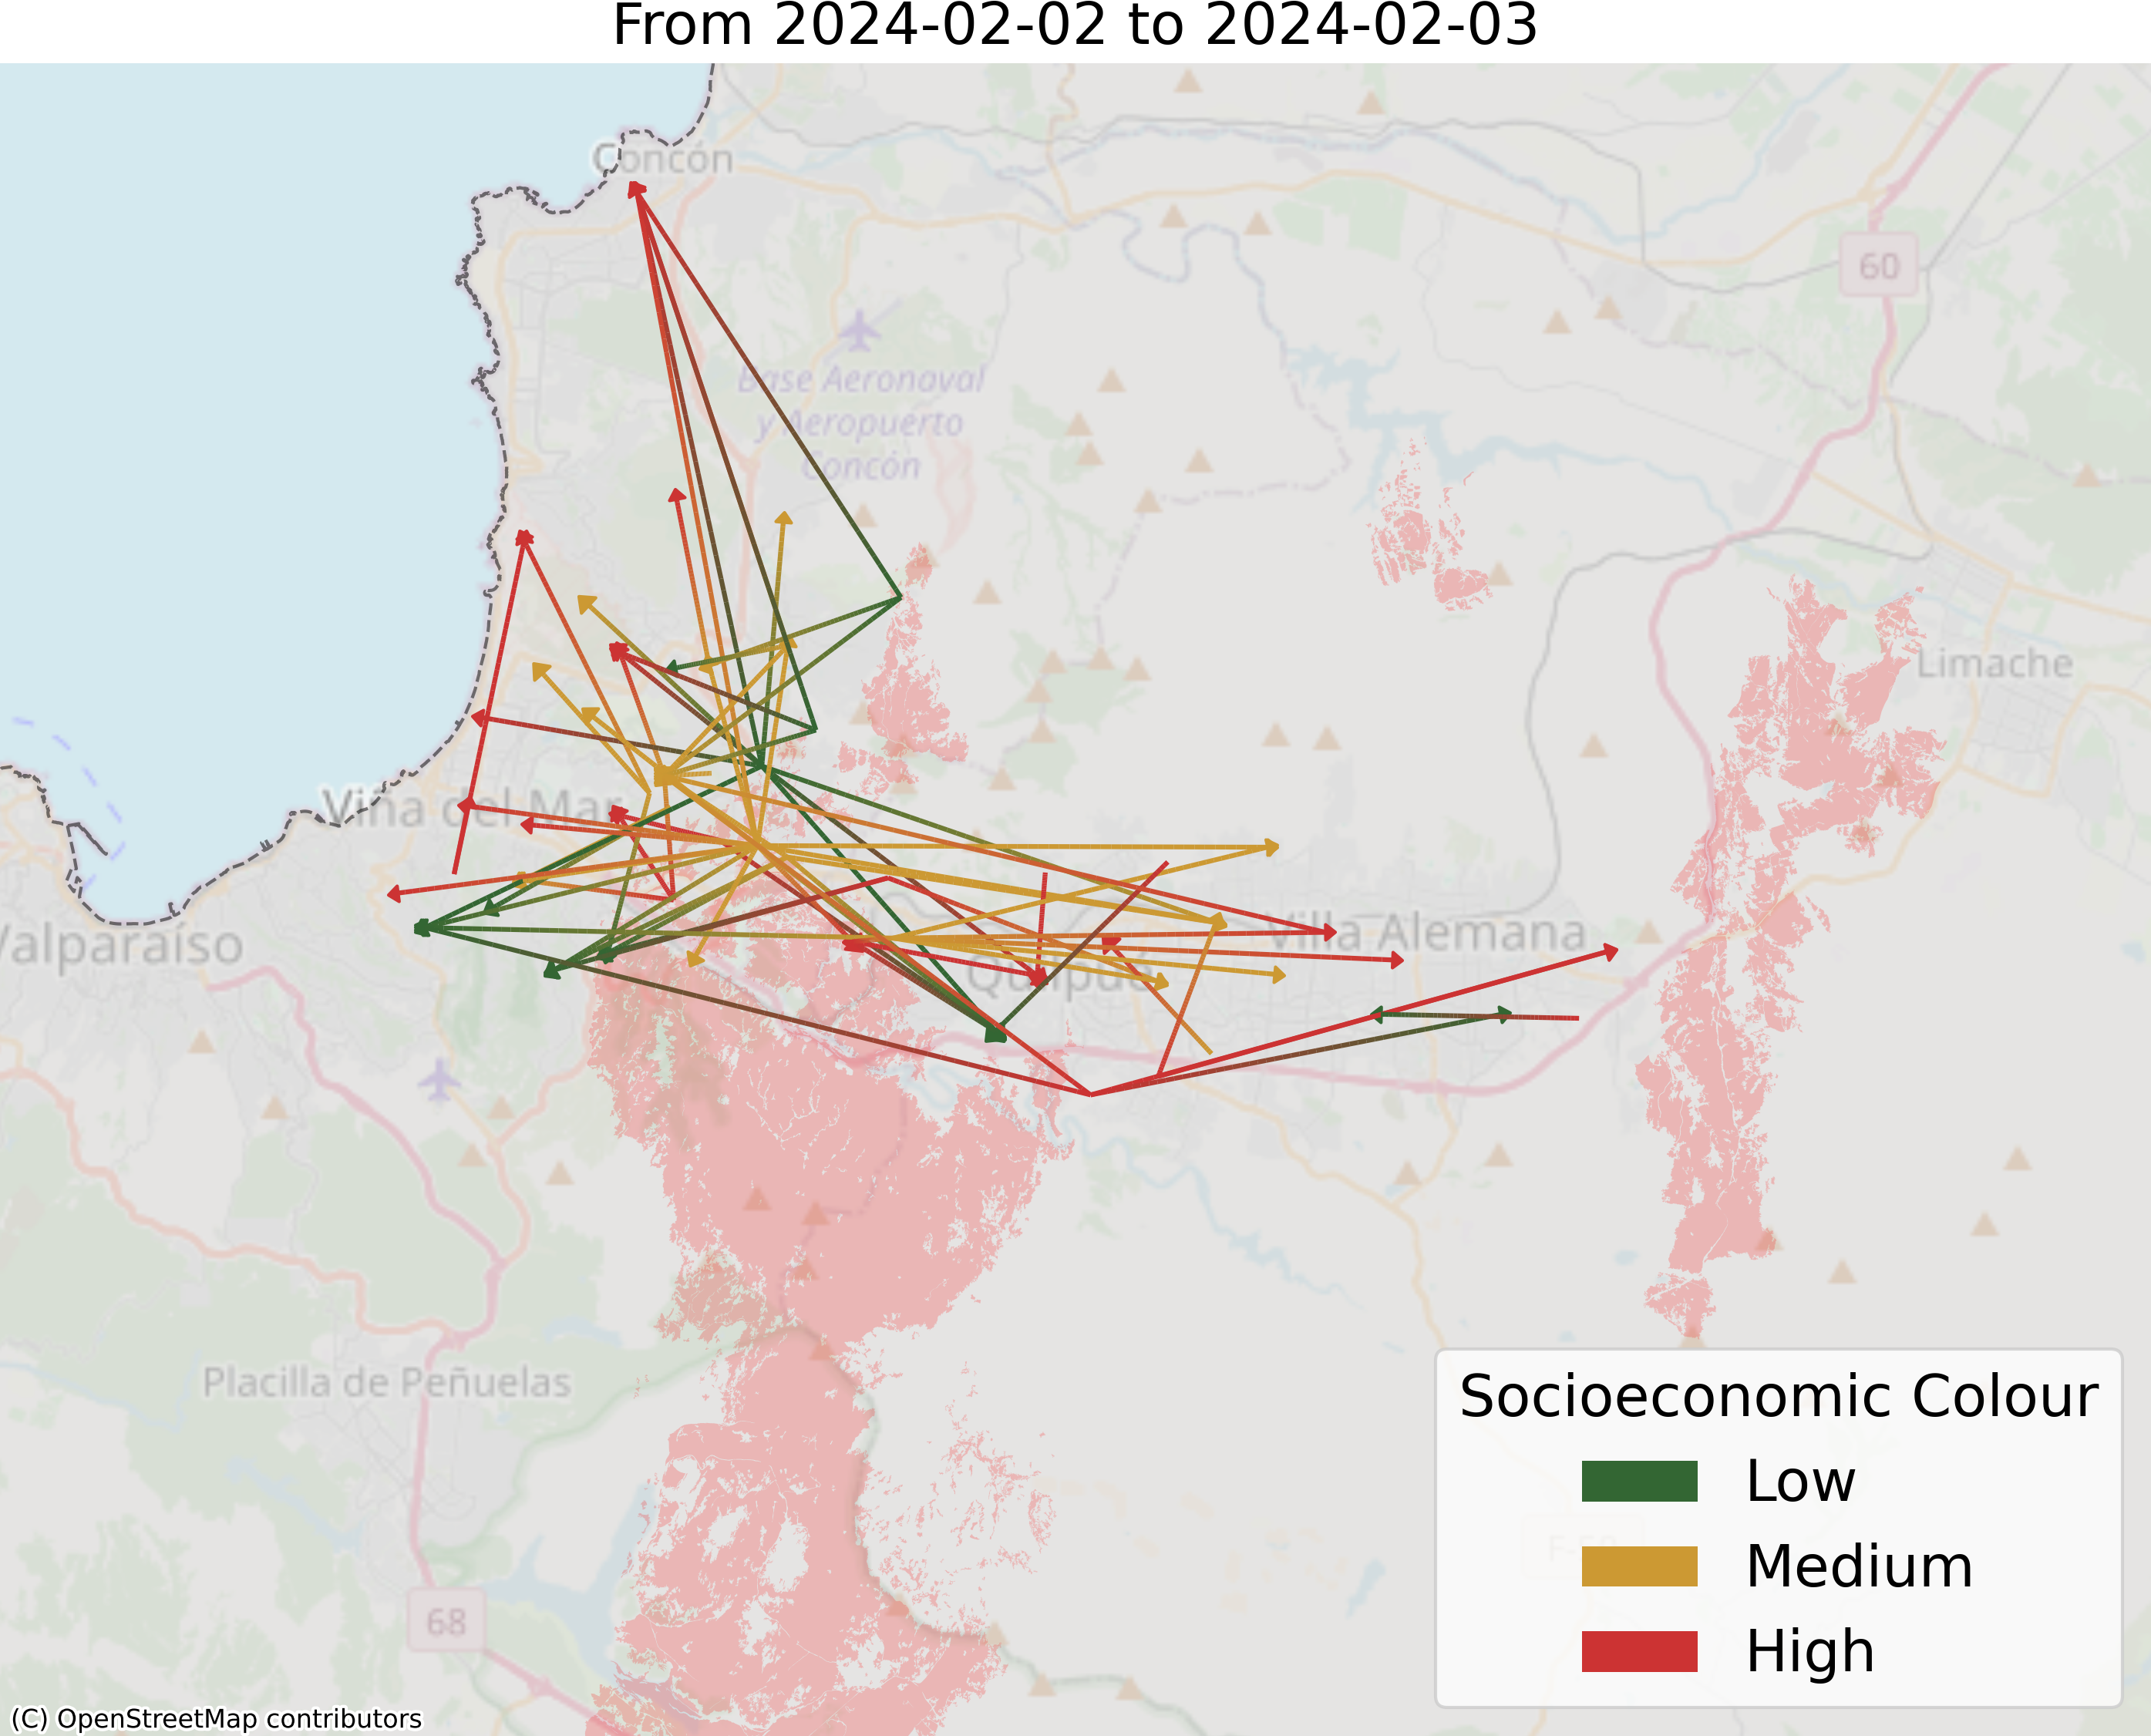 From 2024-02-02 to 2024-02-03
Concón
60
Base Aeronaval
y Aeropuerto
Concón
Limache
Viña del Mar
Valparaíso
Villa Alemana
Quilpué
Placilla de Peñuelas
Socioeconomic Colour
Low
Medium
High
68
(C) OpenStreetMap contributors